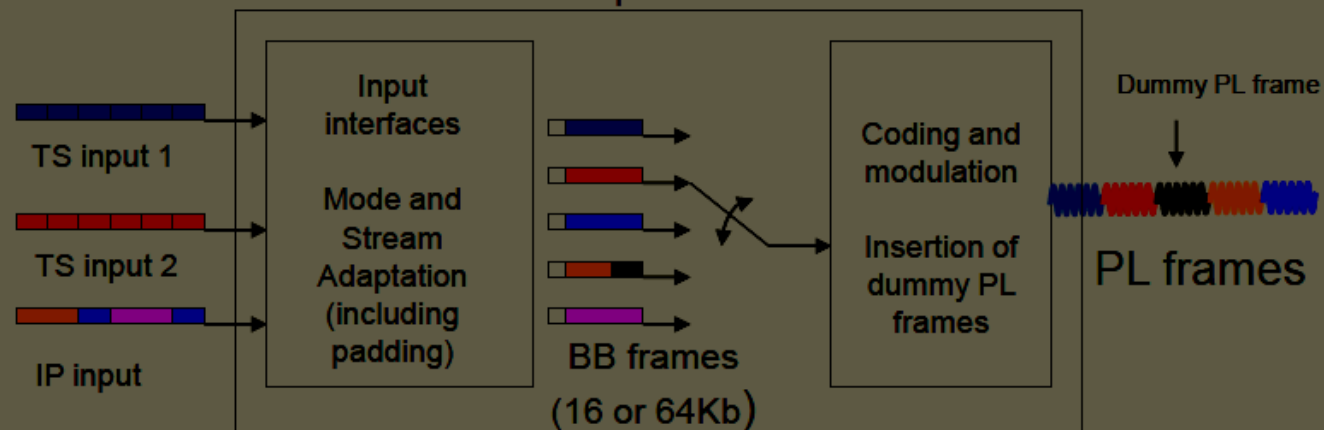 TS input 1
TS input 2
IP input
Input
interfaces
Mode and
Stream
Adaptation
(including
padding)
BB frames
(16 or 64Kb)
Coding and
modulation
Insertion of
dummy PL
frames
Dummy PL frame
PL frames